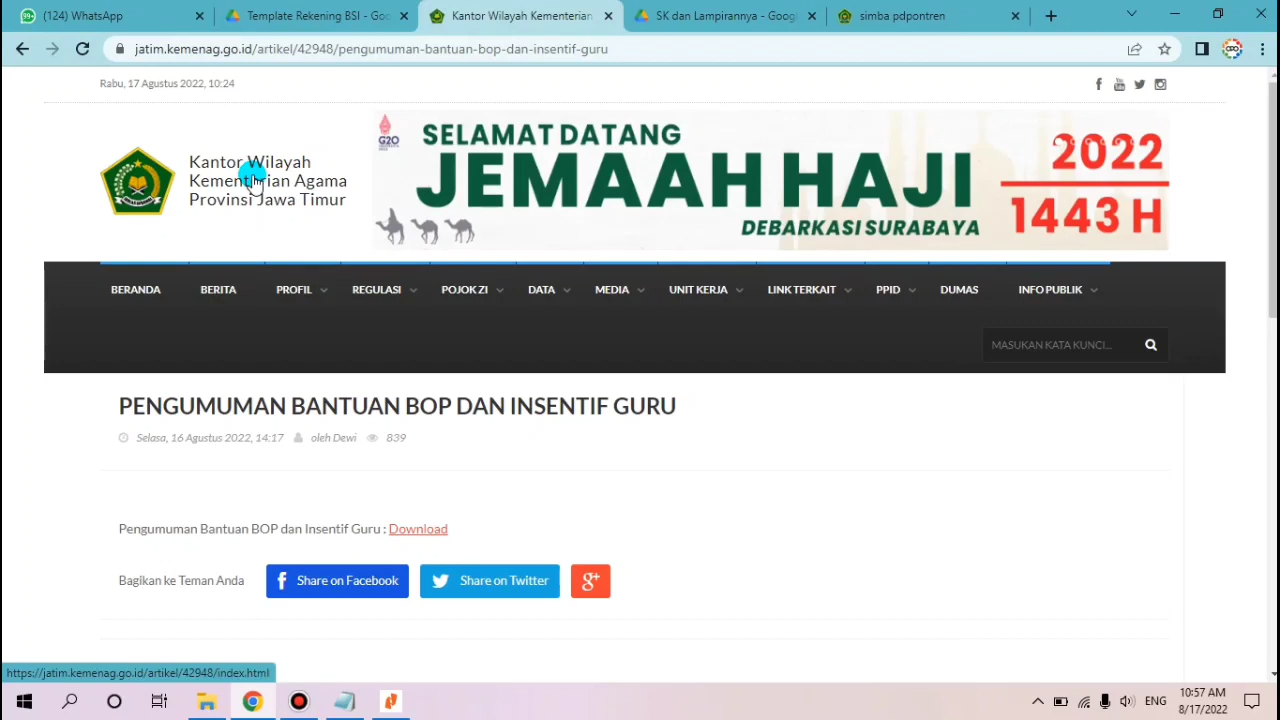 (124) WhatsApp
Template Rekening BSI - Goo
Kantor Wilayah Kementerian
SK dan Lampirannya - Google
simba pdpontren
jatim.kemenag.go.id/artikel/42948/pengumuman-bantuan-bop-dan-insentif-guru
Rabu, 17 Agustus 2022, 10:24
Kantor Wilayah
Kementerian Agama
Provinsi Jawa Timur
G20
SELAMAT DATANG
JEMAAH HAJI
DEBARKASI SURABAYA
2022
1443 H
BERANDA BERITA PROFIL REGULASI POJOK ZI DATA MEDIA UNIT KERJA LINK TERKAIT PPID DUMAS INFO PUBLIK
MASUKAN KATA KUNCI...
PENGUMUMAN BANTUAN BOP DAN INSENTIF GURU
Selasa, 16 Agustus 2022, 14:17 oleh Dewi 839
Pengumuman Bantuan BOP dan Insentif Guru : Download
Bagikan ke Teman Anda Share on Facebook Share on Twitter
https://jatim.kemenag.go.id/artikel/42948/index.html
ENG
10:57 AM
8/17/2022